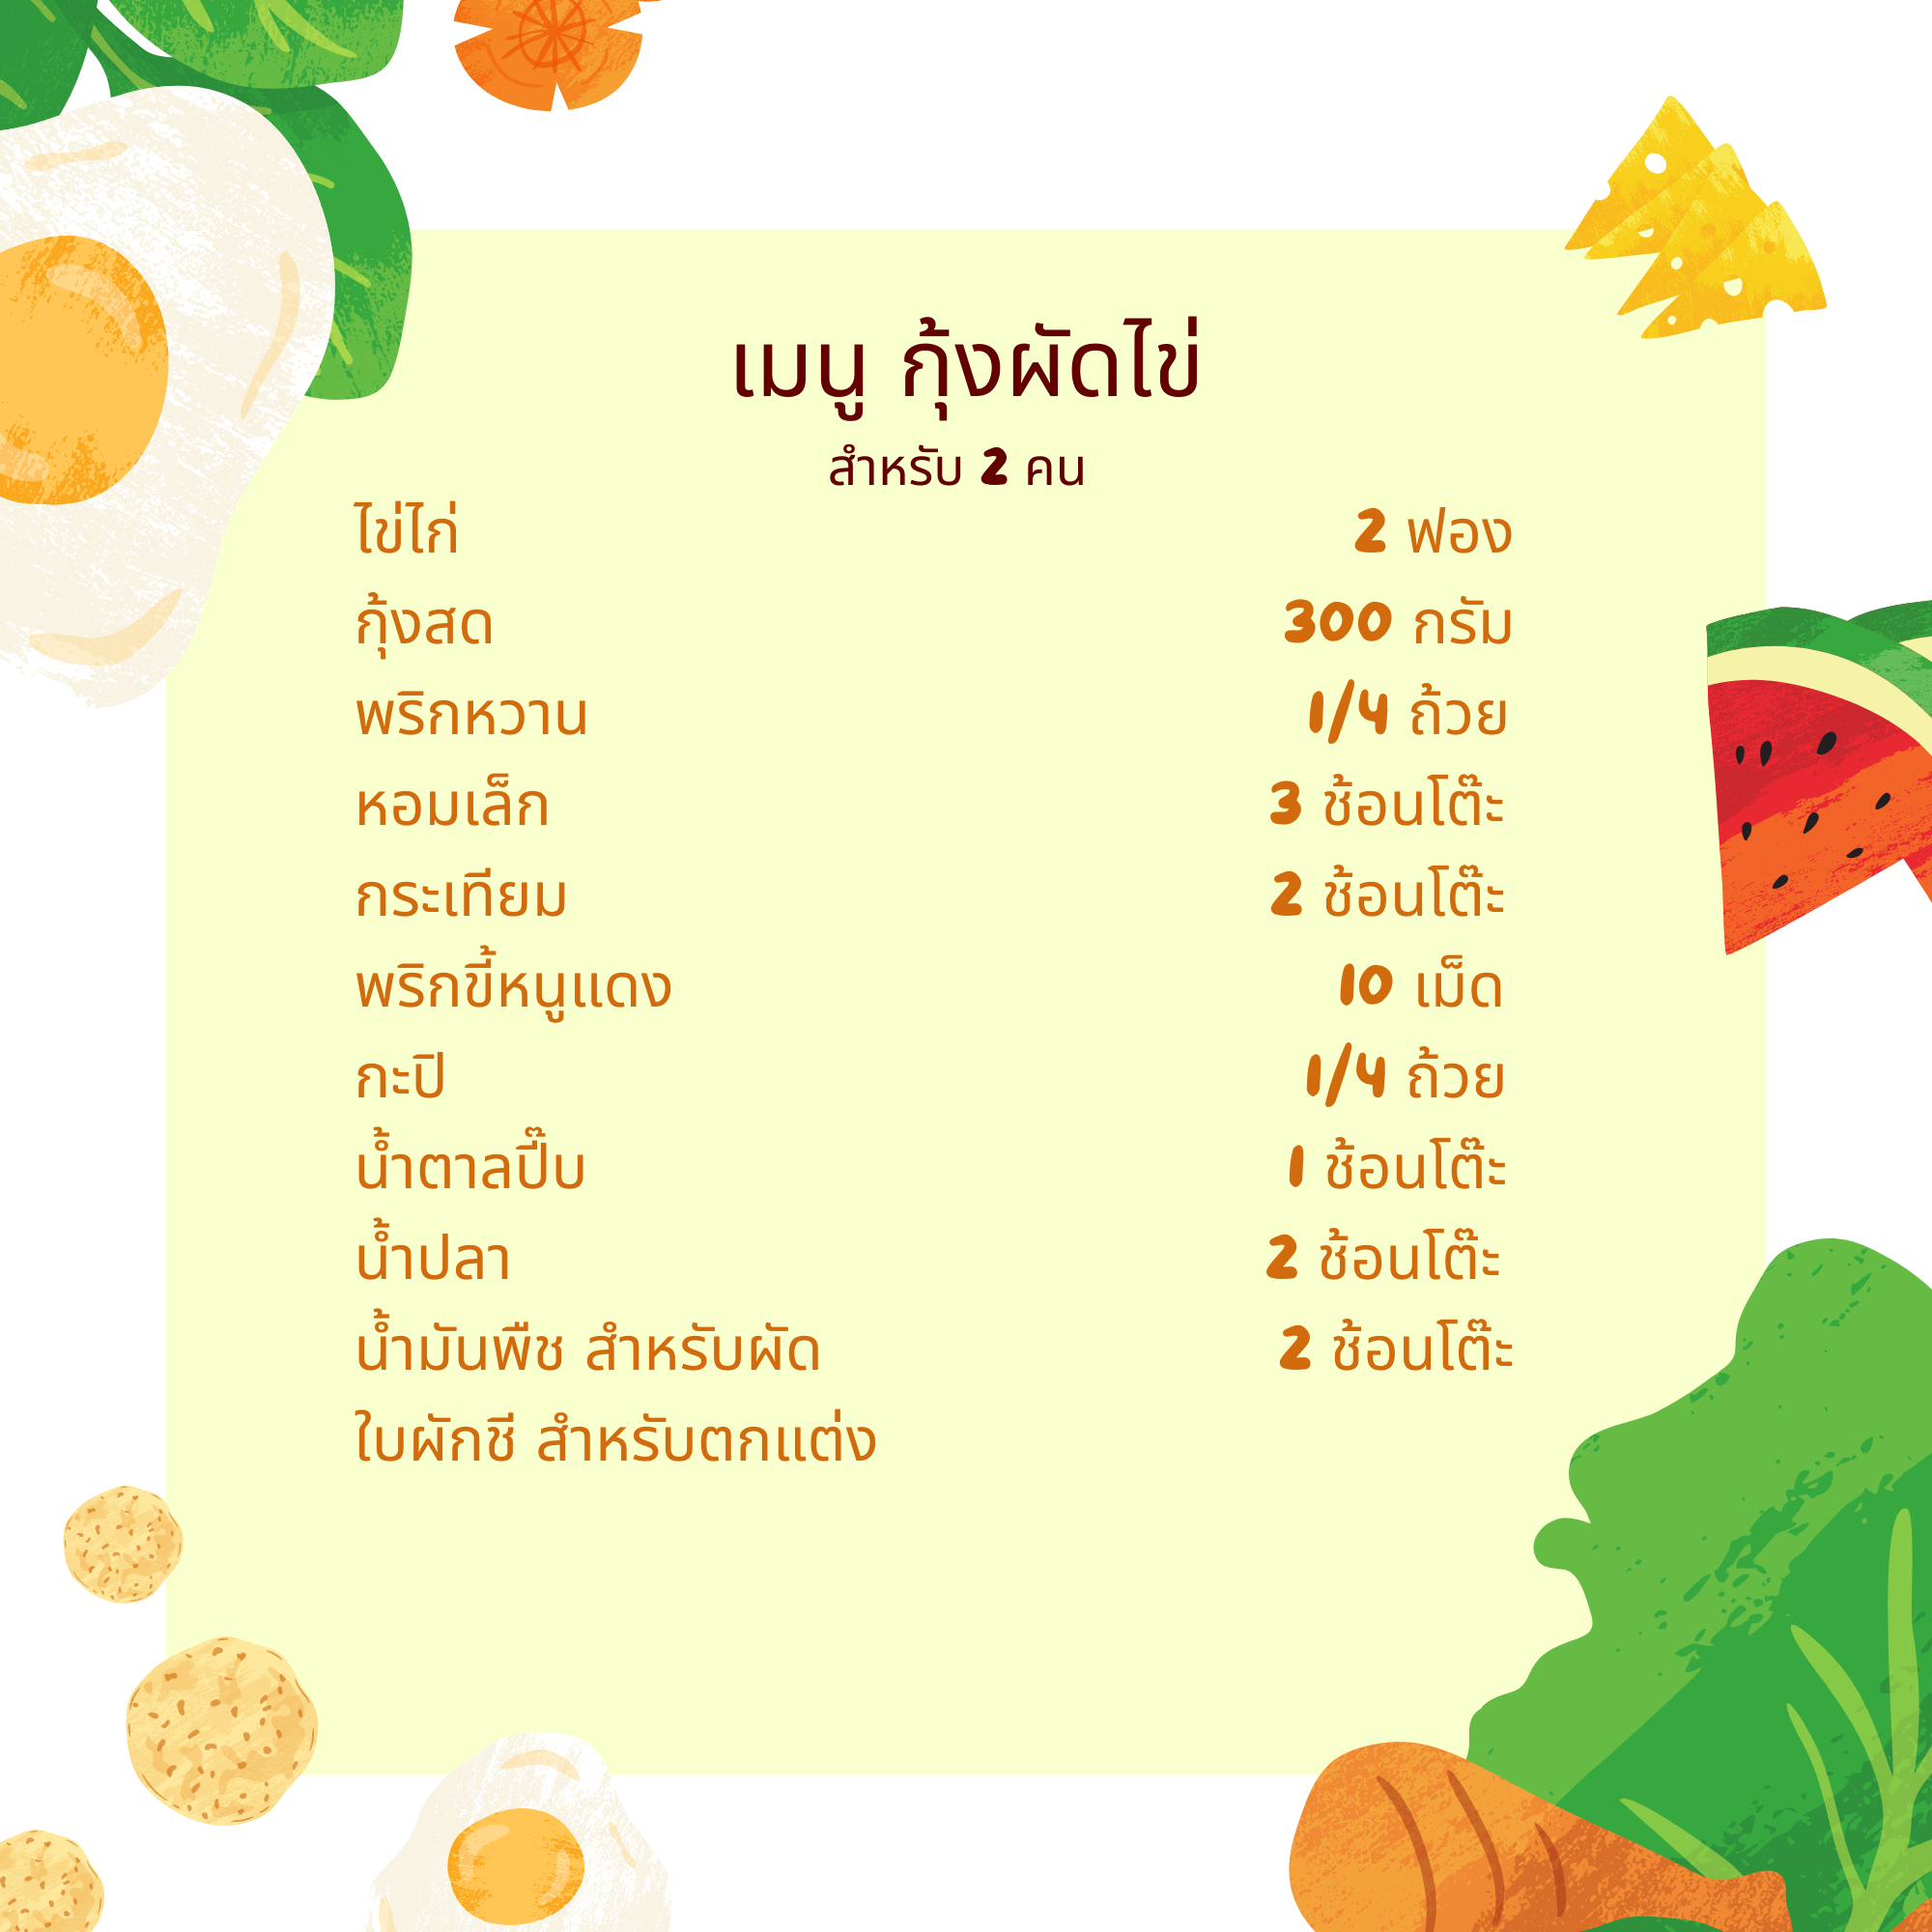 เมนู กุ้งผัดไข่
สำหรับ 2 คน
ไข่ไก่ 2 ฟอง
กุ้งสด 300 กรัม
พริกหวาน 1/4 ถ้วย
หอมเล็ก 3 ช้อนโต๊ะ
กระเทียม 2 ช้อนโต๊ะ
พริกขี้หนูแดง 10 เม็ด
กะปิ 1/4 ถ้วย
น้ำตาลปี๊บ 1 ช้อนโต๊ะ
น้ำปลา 2 ช้อนโต๊ะ
น้ำมันพืช สำหรับผัด 2 ช้อนโต๊ะ
ใบผักชี สำหรับตกแต่ง